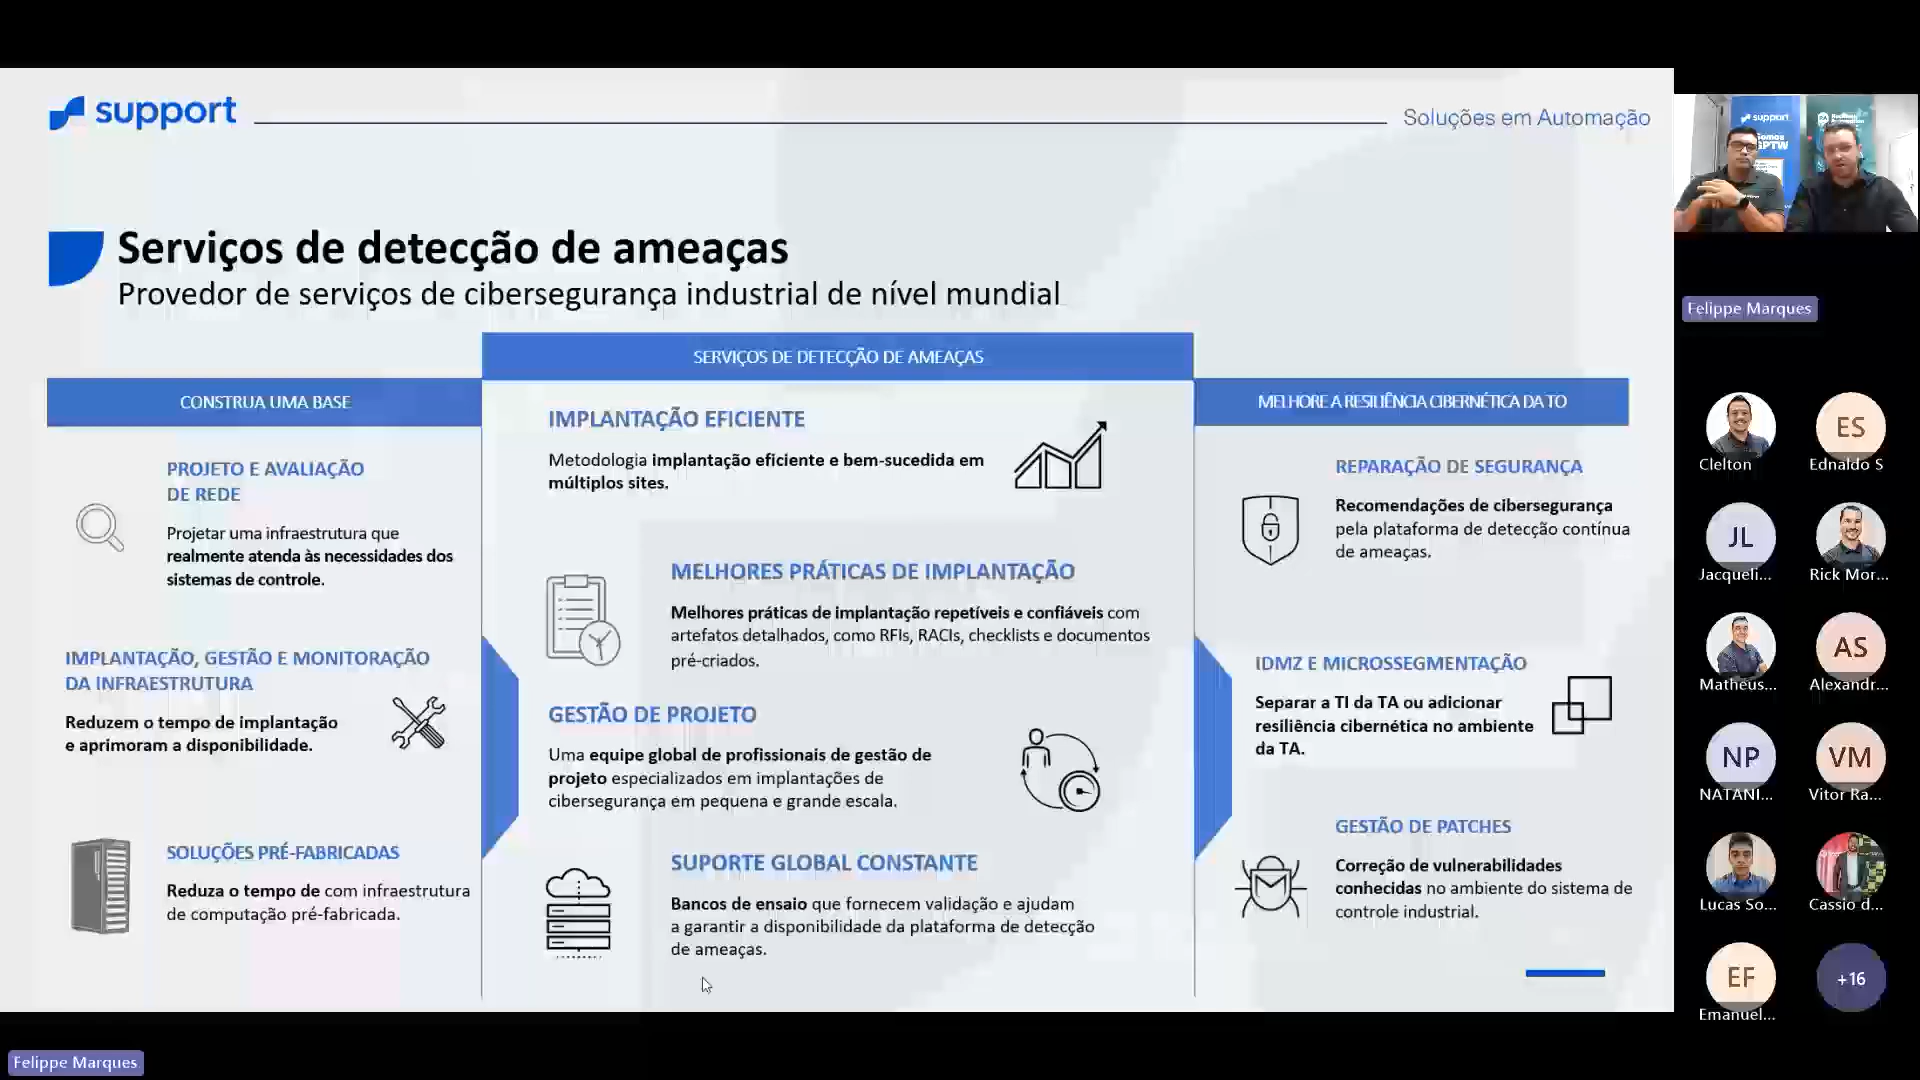 support
Soluções em Automação
Serviços de detecção de ameaças
Provedor de serviços de cibersegurança industrial de nível mundial
CONSTRUA UMA BASE
PROJETO E AVALIAÇÃO
DE REDE
Projetar uma infraestrutura que
realmente atenda às necessidades dos
sistemas de controle.
IMPLANTAÇÃO, GESTÃO E MONITORAÇÃO
DA INFRAESTRUTURA
Reduzem o tempo de implantação
e aprimoram a disponibilidade.
SOLUÇÕES PRÉ-FABRICADAS
Reduza o tempo de com infraestrutura
de computação pré-fabricada.
SERVIÇOS DE DETECÇÃO DE AMEAÇAS
IMPLANTAÇÃO EFICIENTE
Metodologia implantação eficiente e bem-sucedida em
múltiplos sites.
MELHORES PRÁTICAS DE IMPLANTAÇÃO
Melhores práticas de implantação repetíveis e confiáveis com
artefatos detalhados, como RFIs, RACIs, checklists e documentos
pré-criados.
GESTÃO DE PROJETO
Uma equipe global de profissionais de gestão de
projeto especializados em implantações de
cibersegurança em pequena e grande escala.
SUPORTE GLOBAL CONSTANTE
Bancos de ensaio que fornecem validação e ajudam
a garantir a disponibilidade da plataforma de detecção
de ameaças.
MELHORE A RESILIÊNCIA CIBERNÉTICA DA TO
REPARAÇÃO DE SEGURANÇA
Recomendações de cibersegurança
pela plataforma de detecção contínua
de ameaças.
IDMZ E MICROSSEGMENTAÇÃO
Separar a TI da TA ou adicionar
resiliência cibernética no ambiente
da TA.
GESTÃO DE PATCHES
Correção de vulnerabilidades
conhecidas no ambiente do sistema de
controle industrial.
support
Somos
GPTW
Felippe Marques
ES
Clelton
Ednaldo S
JL
Jacqueli...
Rick Mor...
AS
Matheus...
Alexandr...
NP
VM
NATANI...
Vitor Ra...
Lucas So...
Cassio d...
EF
+16
Emanuel...
Felippe Marques